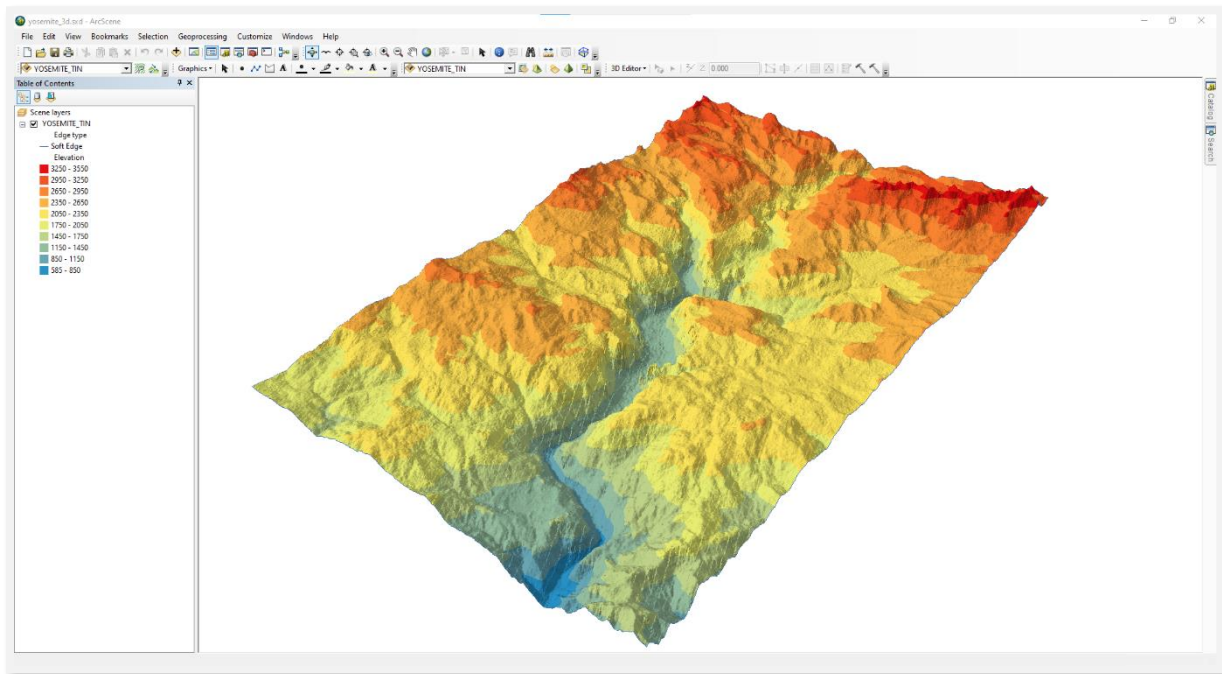 yosemite_3d.sxd - ArcScene
File Edit View Bookmarks Selection Geoprocessing Customize Windows Help
YOSEMITE_TIN Graphics A A YOSEMITE_TIN 3D Editor Z: 0.000
Table of Contents
Scene layers
YOSEMITE_TIN
Edge type
Soft Edge
Elevation
3250 - 3550
2950 - 3250
2650 - 2950
2350 - 2650
2050 - 2350
1750 - 2050
1450 - 1750
1150 - 1450
850 - 1150
585 - 850
Catalog
Search